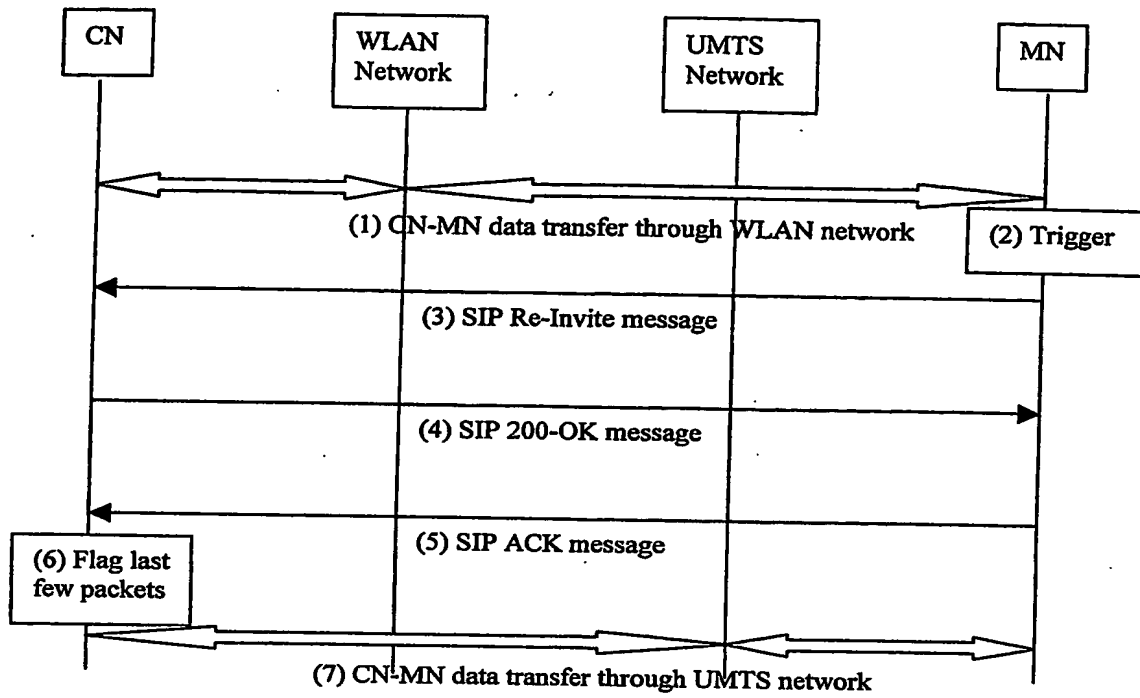 CN
WLAN
Network
UMTS
Network
MN
(1) CN-MN data transfer through WLAN network
(2) Trigger
(3) SIP Re-Invite message
(4) SIP 200-OK message
(5) SIP ACK message
(6) Flag last
few packets
(7) CN-MN data transfer through UMTS network